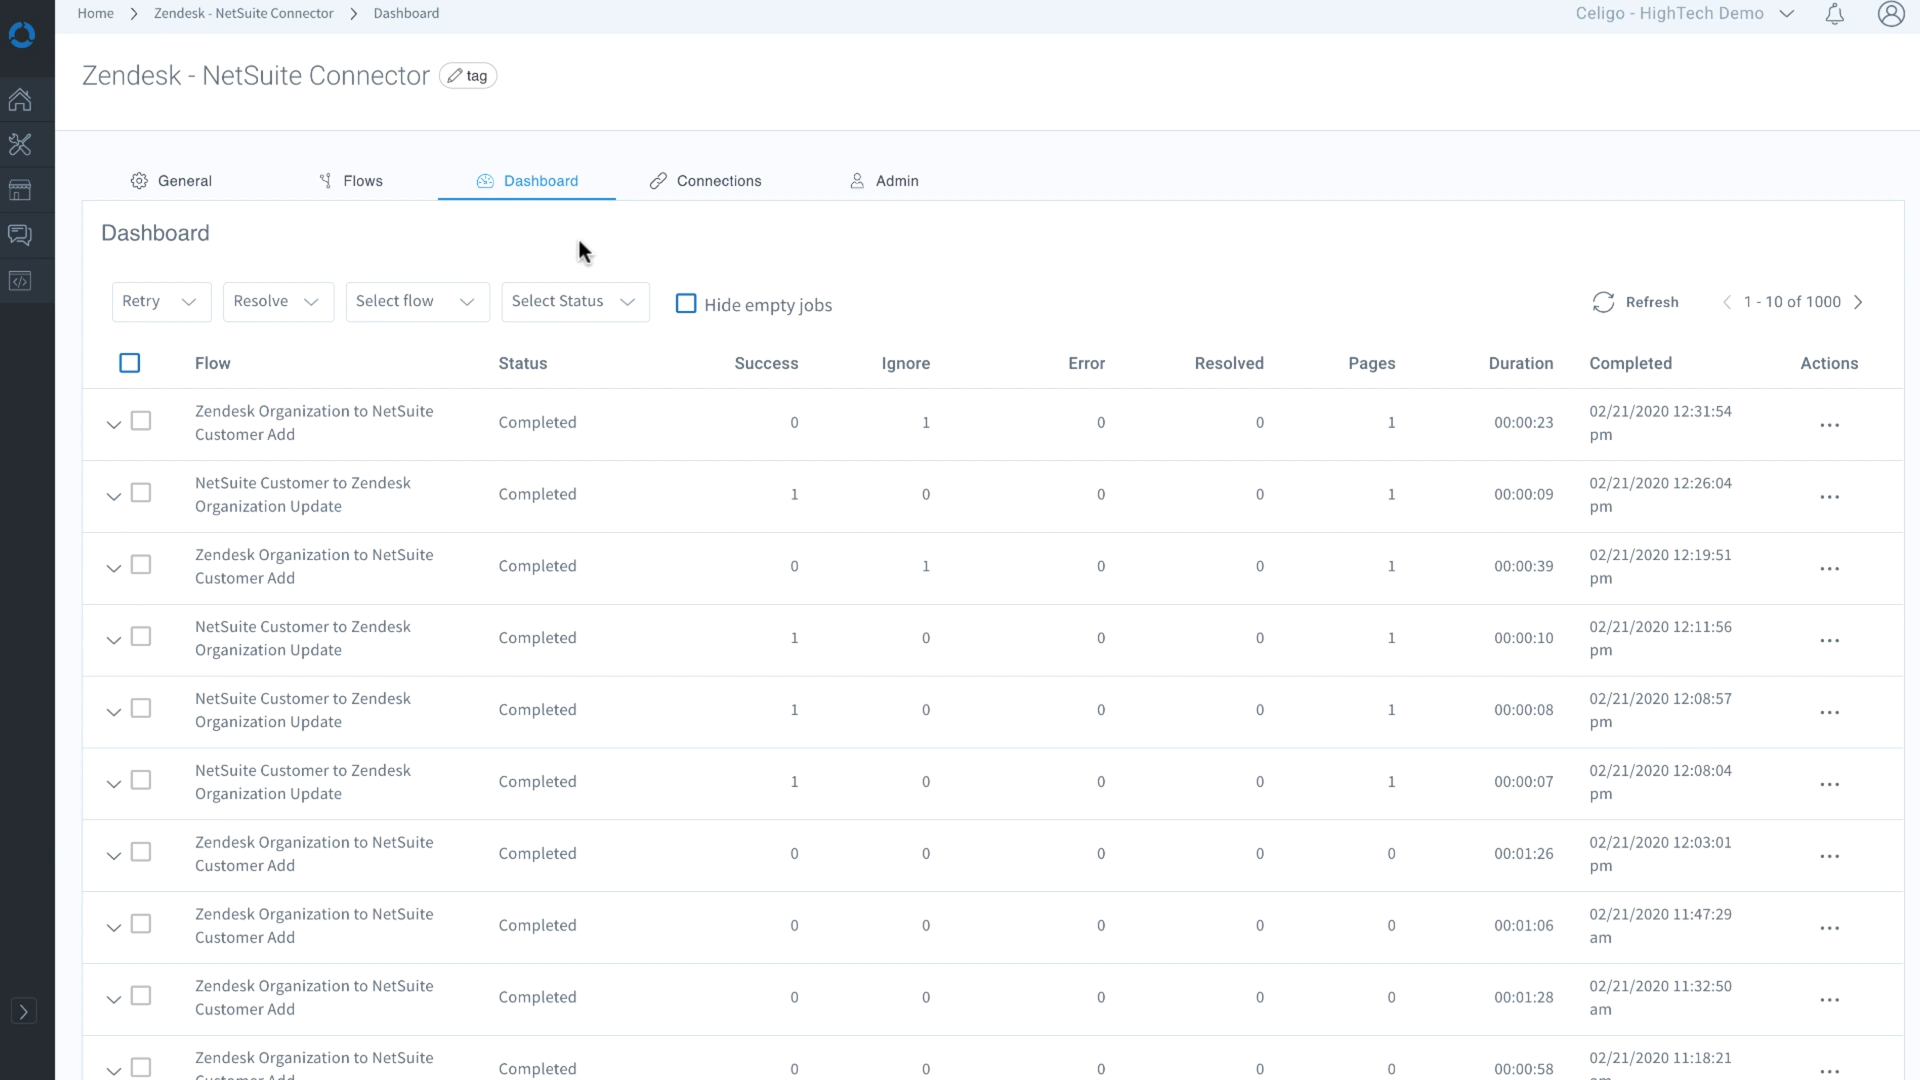 Home > Zendesk - NetSuite Connector > Dashboard
Celigo - HighTech Demo
Zendesk - NetSuite Connector tag
General Flows Dashboard Connections Admin
Dashboard
Retry Resolve Select flow Select Status Hide empty jobs Refresh < 1 - 10 of 1000 >
Flow Status Success Ignore Error Resolved Pages Duration Completed Actions
Zendesk Organization to NetSuite
Customer Add
Completed 0 1 0 0 1 00:00:23
02/21/2020 12:31:54
pm
...
NetSuite Customer to Zendesk
Organization Update
Completed 1 0 0 0 1 00:00:09
02/21/2020 12:26:04
pm
...
Zendesk Organization to NetSuite
Customer Add
Completed 0 1 0 0 1 00:00:39
02/21/2020 12:19:51
pm
...
NetSuite Customer to Zendesk
Organization Update
Completed 1 0 0 0 1 00:00:10
02/21/2020 12:11:56
pm
...
NetSuite Customer to Zendesk
Organization Update
Completed 1 0 0 0 1 00:00:08
02/21/2020 12:08:57
pm
...
NetSuite Customer to Zendesk
Organization Update
Completed 1 0 0 0 1 00:00:07
02/21/2020 12:08:04
pm
...
Zendesk Organization to NetSuite
Customer Add
Completed 0 0 0 0 0 00:01:26
02/21/2020 12:03:01
pm
...
Zendesk Organization to NetSuite
Customer Add
Completed 0 0 0 0 0 00:01:06
02/21/2020 11:47:29
am
...
Zendesk Organization to NetSuite
Customer Add
Completed 0 0 0 0 0 00:01:28
02/21/2020 11:32:50
am
...
Zendesk Organization to NetSuite
Customer Add
Completed 0 0 0 0 0 00:00:58
02/21/2020 11:18:21
am
...